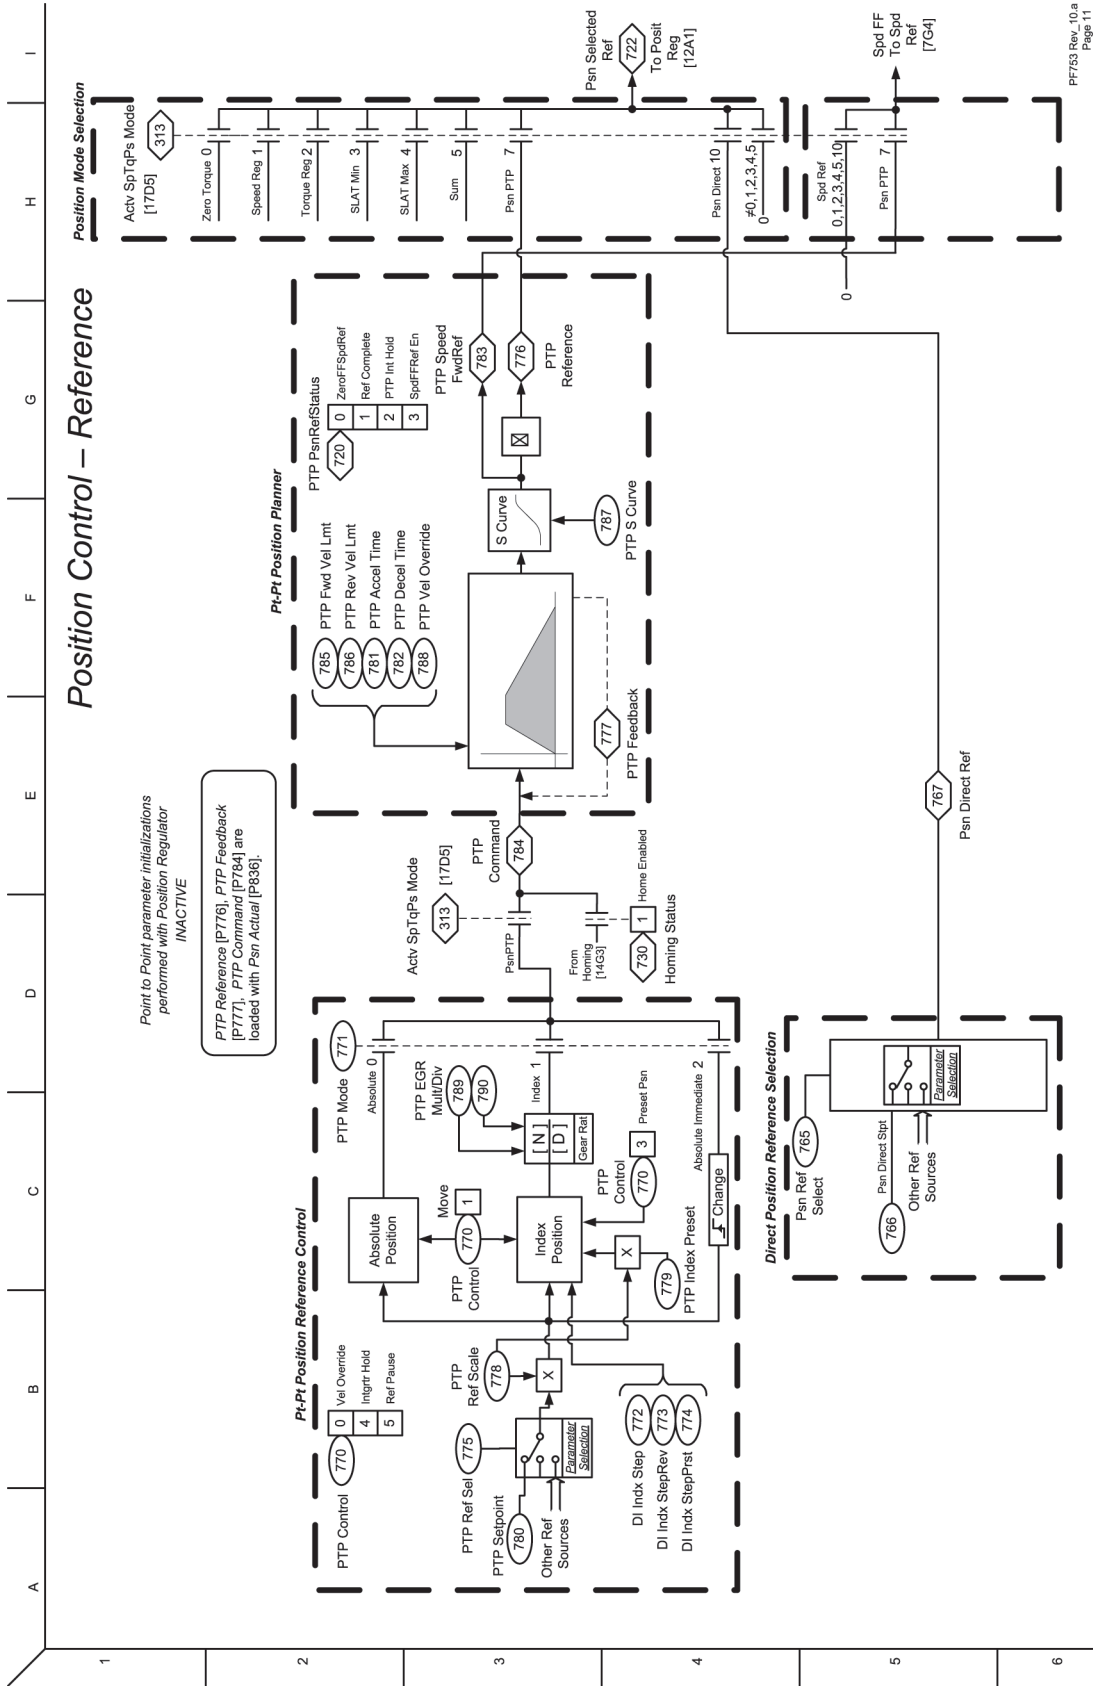 Position Control – Reference
A
B
C
D
E
F
G
H
I
1
2
3
4
5
6
Point to Point parameter initializations
performed with Position Regulator
INACTIVE
PTP Reference [P776], PTP Feedback
[P777], PTP Command [P784] are
loaded with Psn Actual [P836].
Pt-Pt Position Reference Control
PTP Control
770
0 Vel Override
4 Intgrtr Hold
5 Ref Pause
PTP Ref Sel
775
PTP Setpoint
780
Other Ref
Sources
Parameter
Selection
PTP
Ref Scale
778
X
DI Indx Step
772
DI Indx StepRev
773
DI Indx StepPrst
774
Absolute
Position
PTP
Control
770
Move
1
Index
Position
X
779
PTP Index Preset
PTP
Control
770
3 Preset Psn
PTP EGR
Mult/Div
789
790
[ N ]
[ D ]
Gear Rat
Change
PTP Mode
771
Absolute 0
Index 1
Absolute Immediate 2
Actv SpTqPs Mode
313
[17D5]
PsnPTP
From
Homing
[14G3]
730
1 Home Enabled
Homing Status
PTP
Command
784
Pt-Pt Position Planner
785 PTP Fwd Vel Lmt
786 PTP Rev Vel Lmt
781 PTP Accel Time
782 PTP Decel Time
788 PTP Vel Override
777
PTP Feedback
S Curve
787
PTP S Curve
PTP PsnRefStatus
720
0 ZeroFFSpdRef
1 Ref Complete
2 PTP Int Hold
3 SpdFFRef En
PTP Speed
FwdRef
783
776
PTP
Reference
Direct Position Reference Selection
Psn Ref
Select
765
Psn Direct Stpt
766
Other Ref
Sources
Parameter
Selection
767
Psn Direct Ref
Position Mode Selection
Actv SpTqPs Mode
[17D5]
313
Zero Torque 0
Speed Reg 1
Torque Reg 2
SLAT Min 3
SLAT Max 4
Sum 5
Psn PTP 7
Psn Direct 10
≠0,1,2,3,4,5
0
Spd Ref
0,1,2,3,4,5,10
0
Psn PTP 7
Psn Selected
Ref
722
To Posit
Reg
[12A1]
Spd FF
To Spd
Ref
[7G4]
PF753 Rev_10.a
Page 11